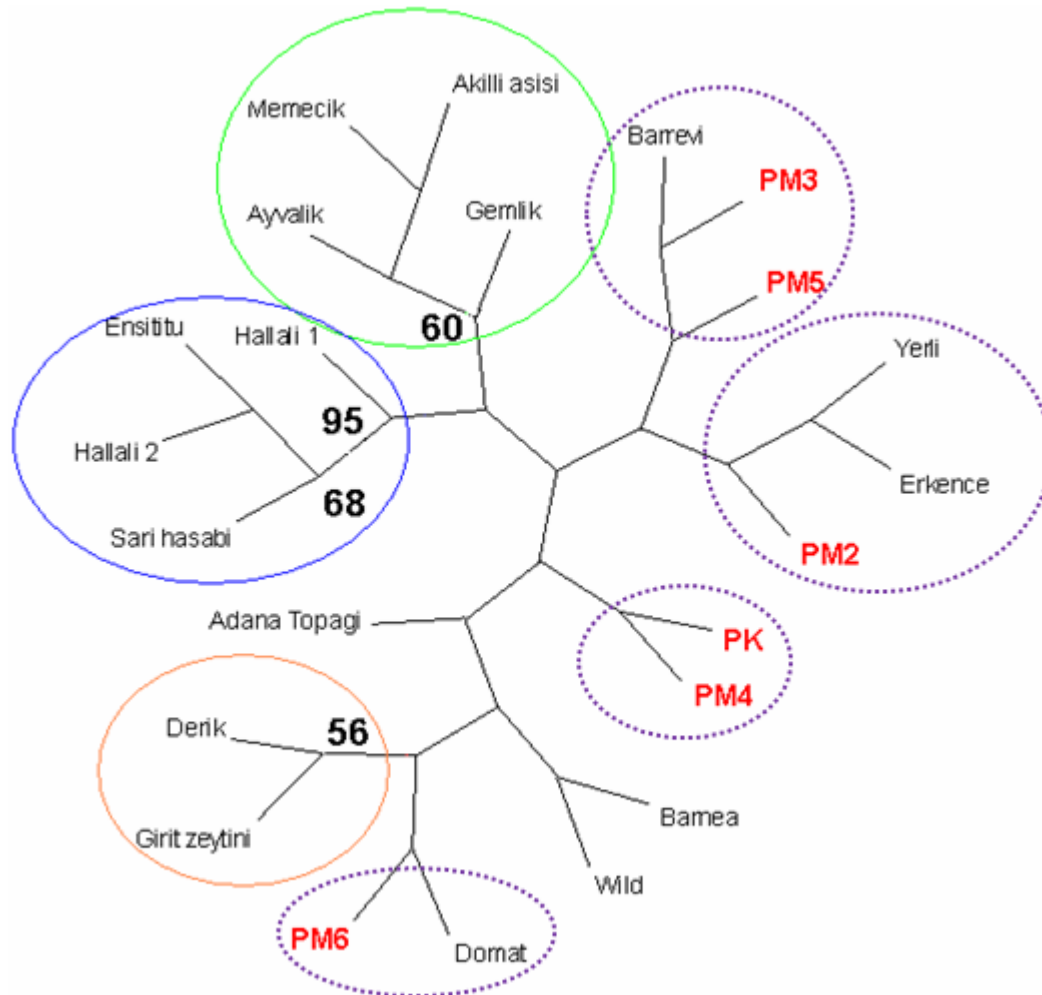 Akilli asisi
Memecik
Barrevi
PM3
Ayvalik
Gemlik
PM5
Ensititu
Hallali 1
60
Yerli
95
Hallali 2
Erkence
68
Sari hasabi
PM2
Adana Topagi
PK
PM4
Derik
56
Girit zeytini
Barnea
Wild
PM6
Domat